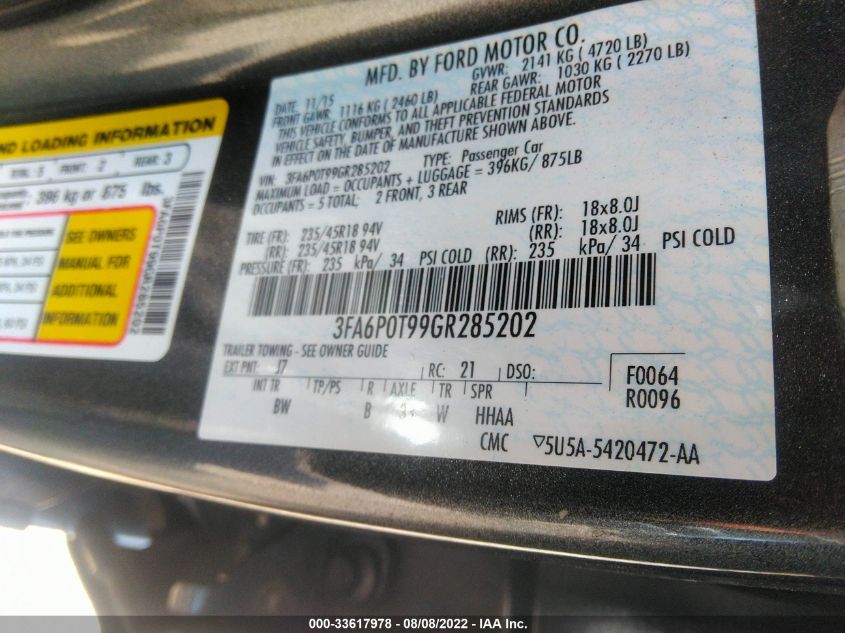 MFD. BY FORD MOTOR CO.
DATE: 11/15 GVWR: 2141 KG ( 4720 LB)
FRONT GAWR: 1116 KG ( 2460 LB) REAR GAWR: 1030 KG ( 2270 LB)
THIS VEHICLE CONFORMS TO ALL APPLICABLE FEDERAL MOTOR
VEHICLE SAFETY, BUMPER, AND THEFT PREVENTION STANDARDS
IN EFFECT ON THE DATE OF MANUFACTURE SHOWN ABOVE.
VIN: 3FA6P0T99GR285202 TYPE: Passenger Car
MAXIMUM LOAD = OCCUPANTS + LUGGAGE = 396KG/ 875LB
OCCUPANTS = 5 TOTAL; 2 FRONT, 3 REAR
TIRE (FR): 235/45R18 94V RIMS (FR): 18x8.0J
(RR): 235/45R18 94V (RR): 18x8.0J
PRESSURE (FR): 235 kPa/ 34 PSI COLD (RR): 235 kPa/ 34 PSI COLD
3FA6P0T99GR285202
TRAILER TOWING - SEE OWNER GUIDE
EXT PNT: J7 RC: 21 DSO: F0064
INT TR TP/PS R AXLE TR SPR R0096
BW B W HHAA
CMC 5U5A-5420472-AA
ND LOADING INFORMATION
TOTAL: 5 FRONT: 2 REAR: 3
396 kg or 875 lbs.
SEE OWNERS
MANUAL FOR
ADDITIONAL
INFORMATION
3FA6P0T99GR285202
000-33617978 - 08/08/2022 - IAA Inc.